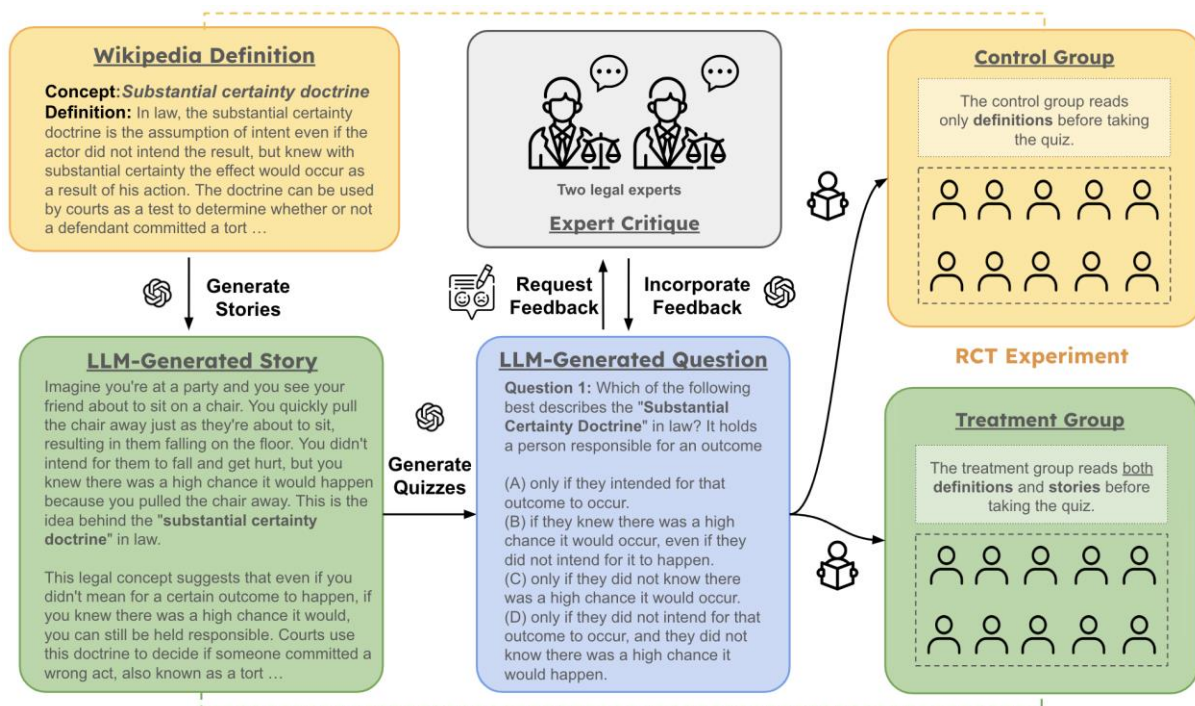 Wikipedia Definition
Concept:Substantial certainty doctrine
Definition: In law, the substantial certainty
doctrine is the assumption of intent even if the
actor did not intend the result, but knew with
substantial certainty the effect would occur as
a result of his action. The doctrine can be used
by courts as a test to determine whether or not
a defendant committed a tort ...
Generate
Stories
LLM-Generated Story
Imagine you're at a party and you see your
friend about to sit on a chair. You quickly pull
the chair away just as they're about to sit,
resulting in them falling on the floor. You didn't
intend for them to fall and get hurt, but you
knew there was a high chance it would happen
because you pulled the chair away. This is the
idea behind the "substantial certainty
doctrine" in law.
This legal concept suggests that even if you
didn't mean for a certain outcome to happen, if
you knew there was a high chance it would,
you can still be held responsible. Courts use
this doctrine to decide if someone committed a
wrong act, also known as a tort ...
Generate
Quizzes
Two legal experts
Expert Critique
Request
Feedback
Incorporate
Feedback
LLM-Generated Question
Question 1: Which of the following
best describes the "Substantial
Certainty Doctrine" in law? It holds
a person responsible for an outcome
(A) only if they intended for that
outcome to occur.
(B) if they knew there was a high
chance it would occur, even if they
did not intend for it to happen.
(C) only if they did not know there
was a high chance it would occur.
(D) only if they did not intend for that
outcome to occur, and they did not
know there was a high chance it
would happen.
Control Group
The control group reads
only definitions before taking
the quiz.
RCT Experiment
Treatment Group
The treatment group reads both
definitions and stories before
taking the quiz.